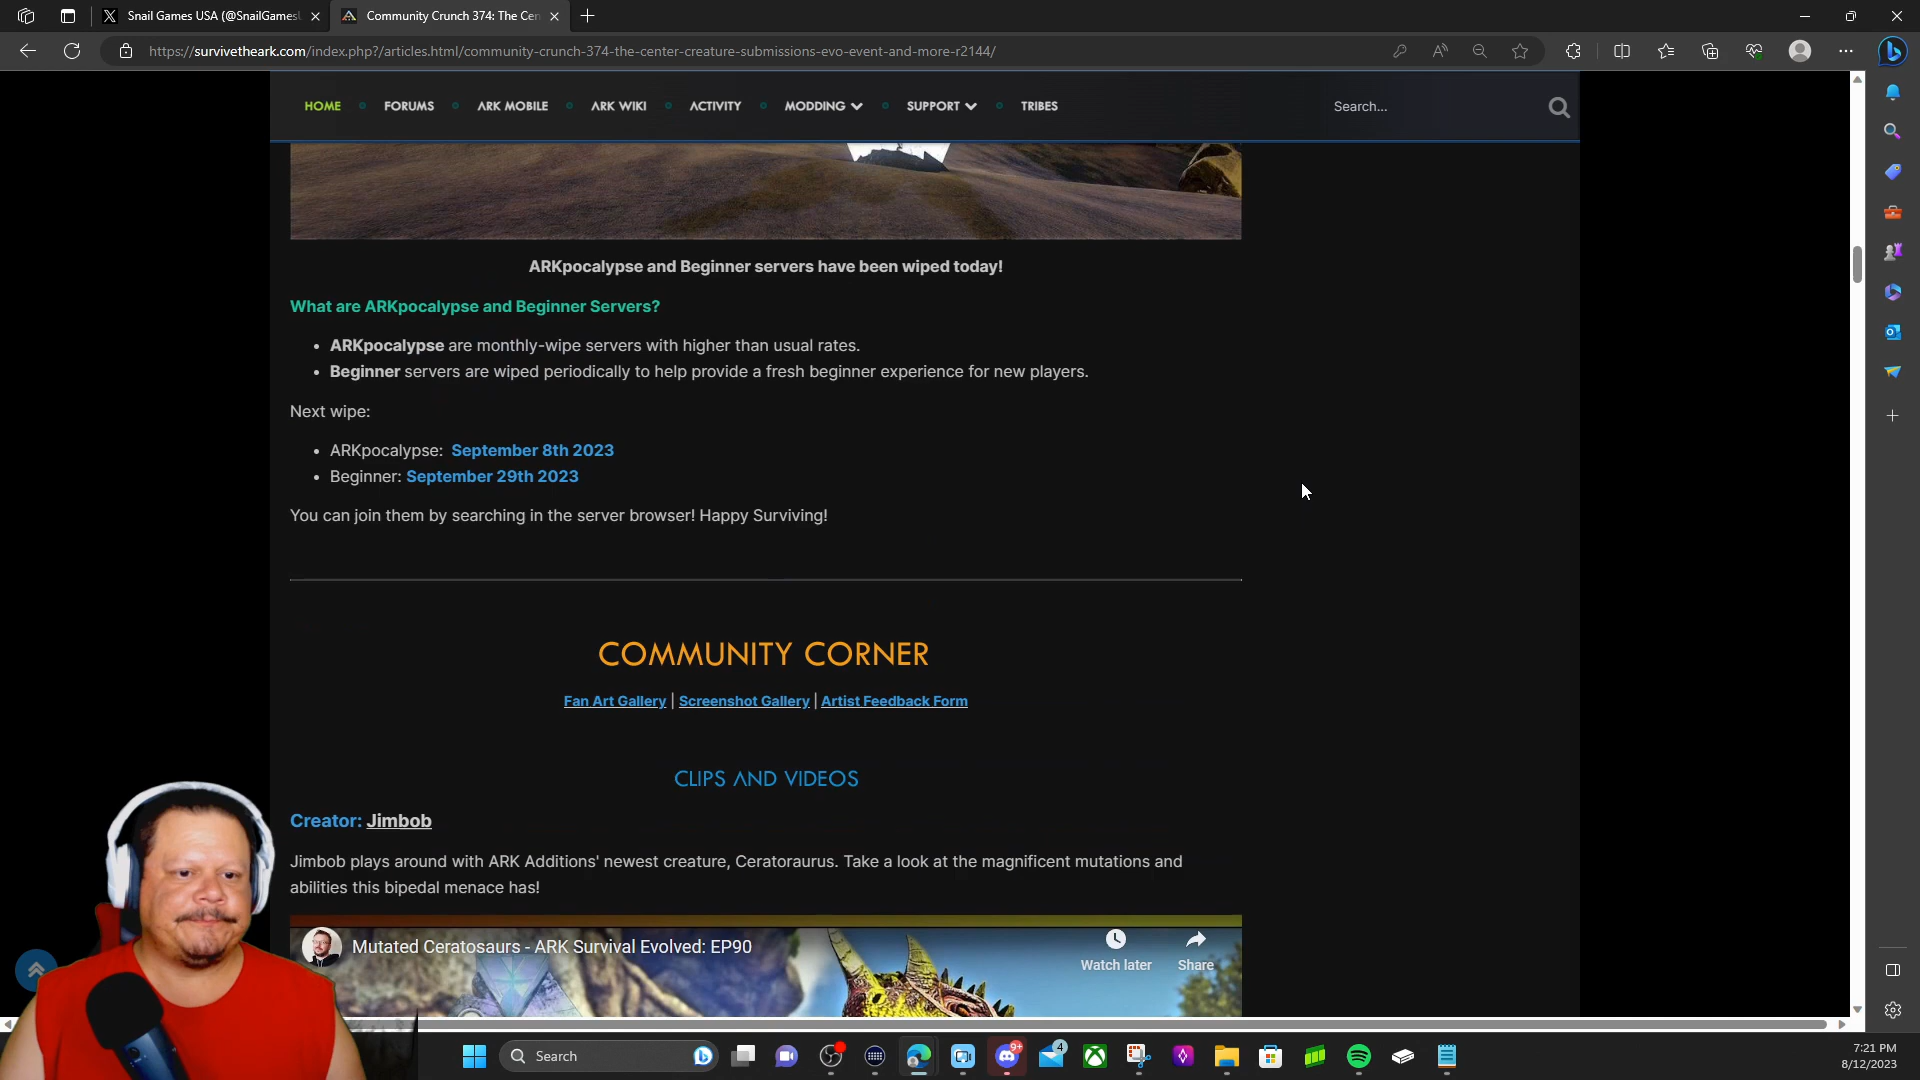 Snail Games USA (@SnailGamesU
Community Crunch 374: The Cen
https://survivetheark.com/index.php?/articles.html/community-crunch-374-the-center-creature-submissions-evo-event-and-more-r2144/
HOME FORUMS ARK MOBILE ARK WIKI ACTIVITY MODDING SUPPORT TRIBES Search...
ARKpocalypse and Beginner servers have been wiped today!
What are ARKpocalypse and Beginner Servers?
• ARKpocalypse are monthly-wipe servers with higher than usual rates.
• Beginner servers are wiped periodically to help provide a fresh beginner experience for new players.
Next wipe:
• ARKpocalypse: September 8th 2023
• Beginner: September 29th 2023
You can join them by searching in the server browser! Happy Surviving!
COMMUNITY CORNER
Fan Art Gallery | Screenshot Gallery | Artist Feedback Form
CLIPS AND VIDEOS
Creator: Jimbob
Jimbob plays around with ARK Additions' newest creature, Ceratoraurus. Take a look at the magnificent mutations and
abilities this bipedal menace has!
Mutated Ceratosaurs - ARK Survival Evolved: EP90
Watch later Share
Search
9+
4
7:21 PM
8/12/2023